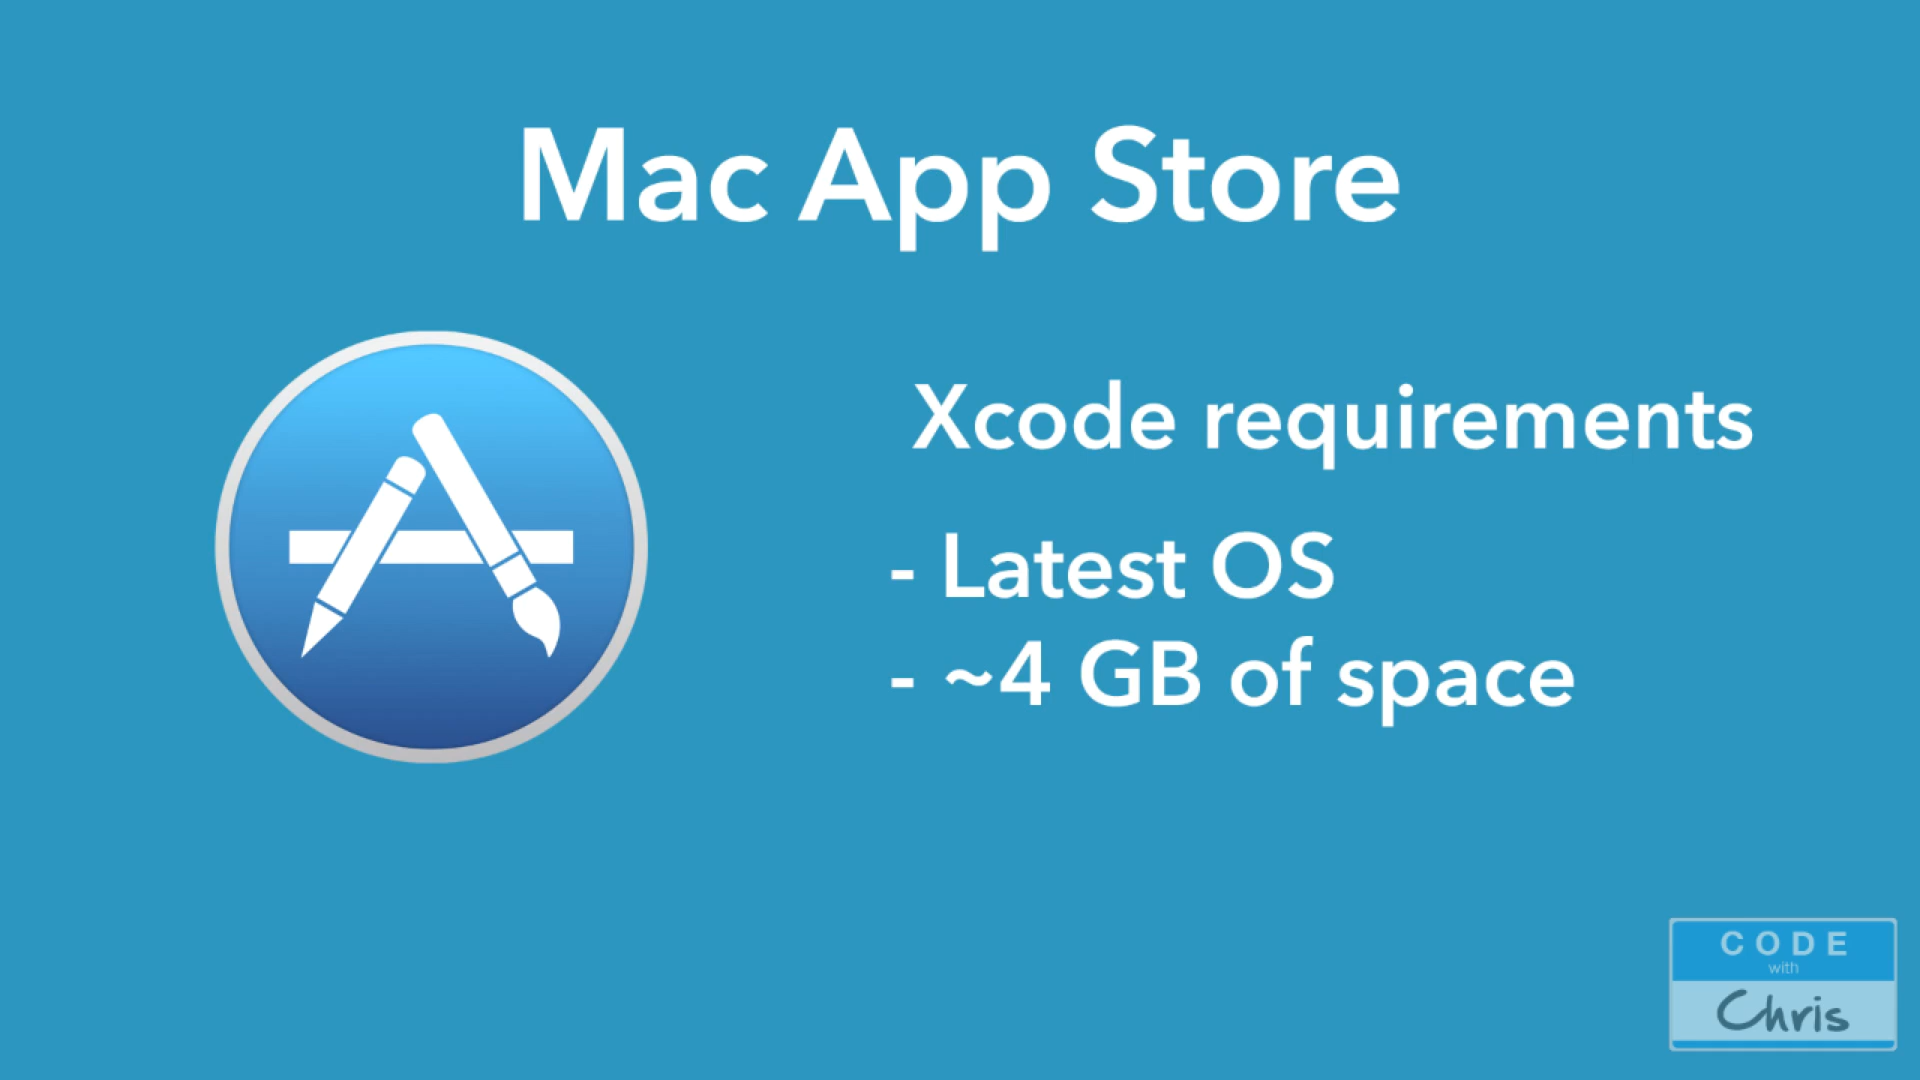 Mac App Store
Xcode requirements
- Latest OS
- ~4 GB of space
CODE
with
Chris